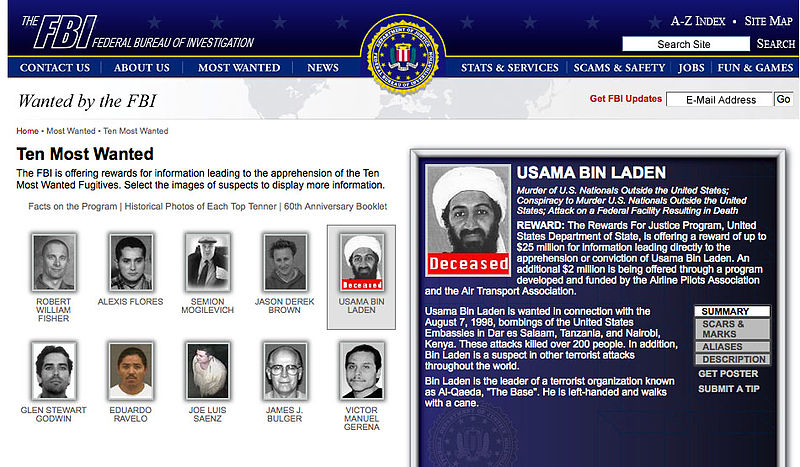 THE FBI FEDERAL BUREAU OF INVESTIGATION
A-Z INDEX • SITE MAP
Search Site SEARCH
CONTACT US ABOUT US MOST WANTED NEWS STATS & SERVICES SCAMS & SAFETY JOBS FUN & GAMES
Wanted by the FBI
Get FBI Updates E-Mail Address Go
Home • Most Wanted • Ten Most Wanted
Ten Most Wanted
The FBI is offering rewards for information leading to the apprehension of the Ten
Most Wanted Fugitives. Select the images of suspects to display more information.
Facts on the Program | Historical Photos of Each Top Tenner | 60th Anniversary Booklet
ROBERT
WILLIAM
FISHER
ALEXIS FLORES
SEMION
MOGILEVICH
JASON DEREK
BROWN
Deceased
USAMA BIN
LADEN
GLEN STEWART
GODWIN
EDUARDO
RAVELO
JOE LUIS
SAENZ
JAMES J.
BULGER
VICTOR
MANUEL
GERENA
Deceased
USAMA BIN LADEN
Murder of U.S. Nationals Outside the United States;
Conspiracy to Murder U.S. Nationals Outside the United
States; Attack on a Federal Facility Resulting in Death
REWARD: The Rewards For Justice Program, United
States Department of State, is offering a reward of up to
$25 million for information leading directly to the
apprehension or conviction of Usama Bin Laden. An
additional $2 million is being offered through a program
developed and funded by the Airline Pilots Association
and the Air Transport Association.
Usama Bin Laden is wanted in connection with the
August 7, 1998, bombings of the United States
Embassies in Dar es Salaam, Tanzania, and Nairobi,
Kenya. These attacks killed over 200 people. In addition,
Bin Laden is a suspect in other terrorist attacks
throughout the world.
Bin Laden is the leader of a terrorist organization known
as Al-Qaeda, "The Base". He is left-handed and walks
with a cane.
SUMMARY
SCARS &
MARKS
ALIASES
DESCRIPTION
GET POSTER
SUBMIT A TIP